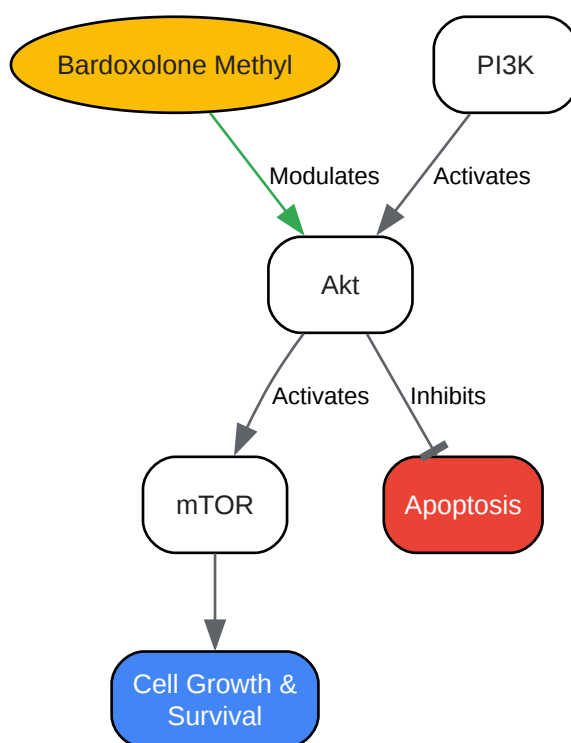 Bardoxolone Methyl
PI3K
Modulates
Activates
Akt
Activates
Inhibits
mTOR
Apoptosis
Cell Growth &
Survival